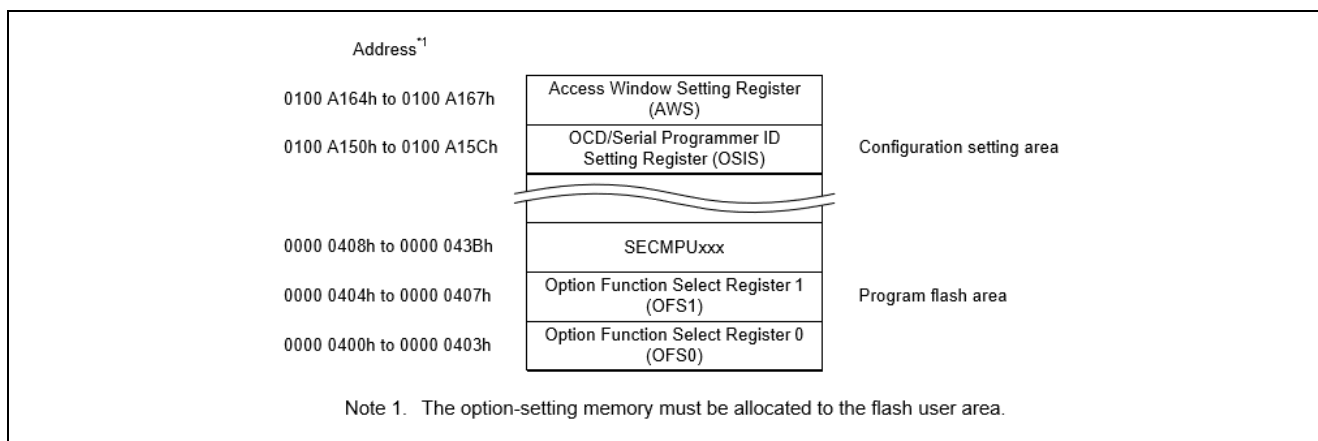 Address*1
0100 A164h to 0100 A167h
Access Window Setting Register
(AWS)
0100 A150h to 0100 A15Ch
OCD/Serial Programmer ID
Setting Register (OSIS)
Configuration setting area
0000 0408h to 0000 043Bh
SECMPUxxx
0000 0404h to 0000 0407h
Option Function Select Register 1
(OFS1)
Program flash area
0000 0400h to 0000 0403h
Option Function Select Register 0
(OFS0)
Note 1. The option-setting memory must be allocated to the flash user area.